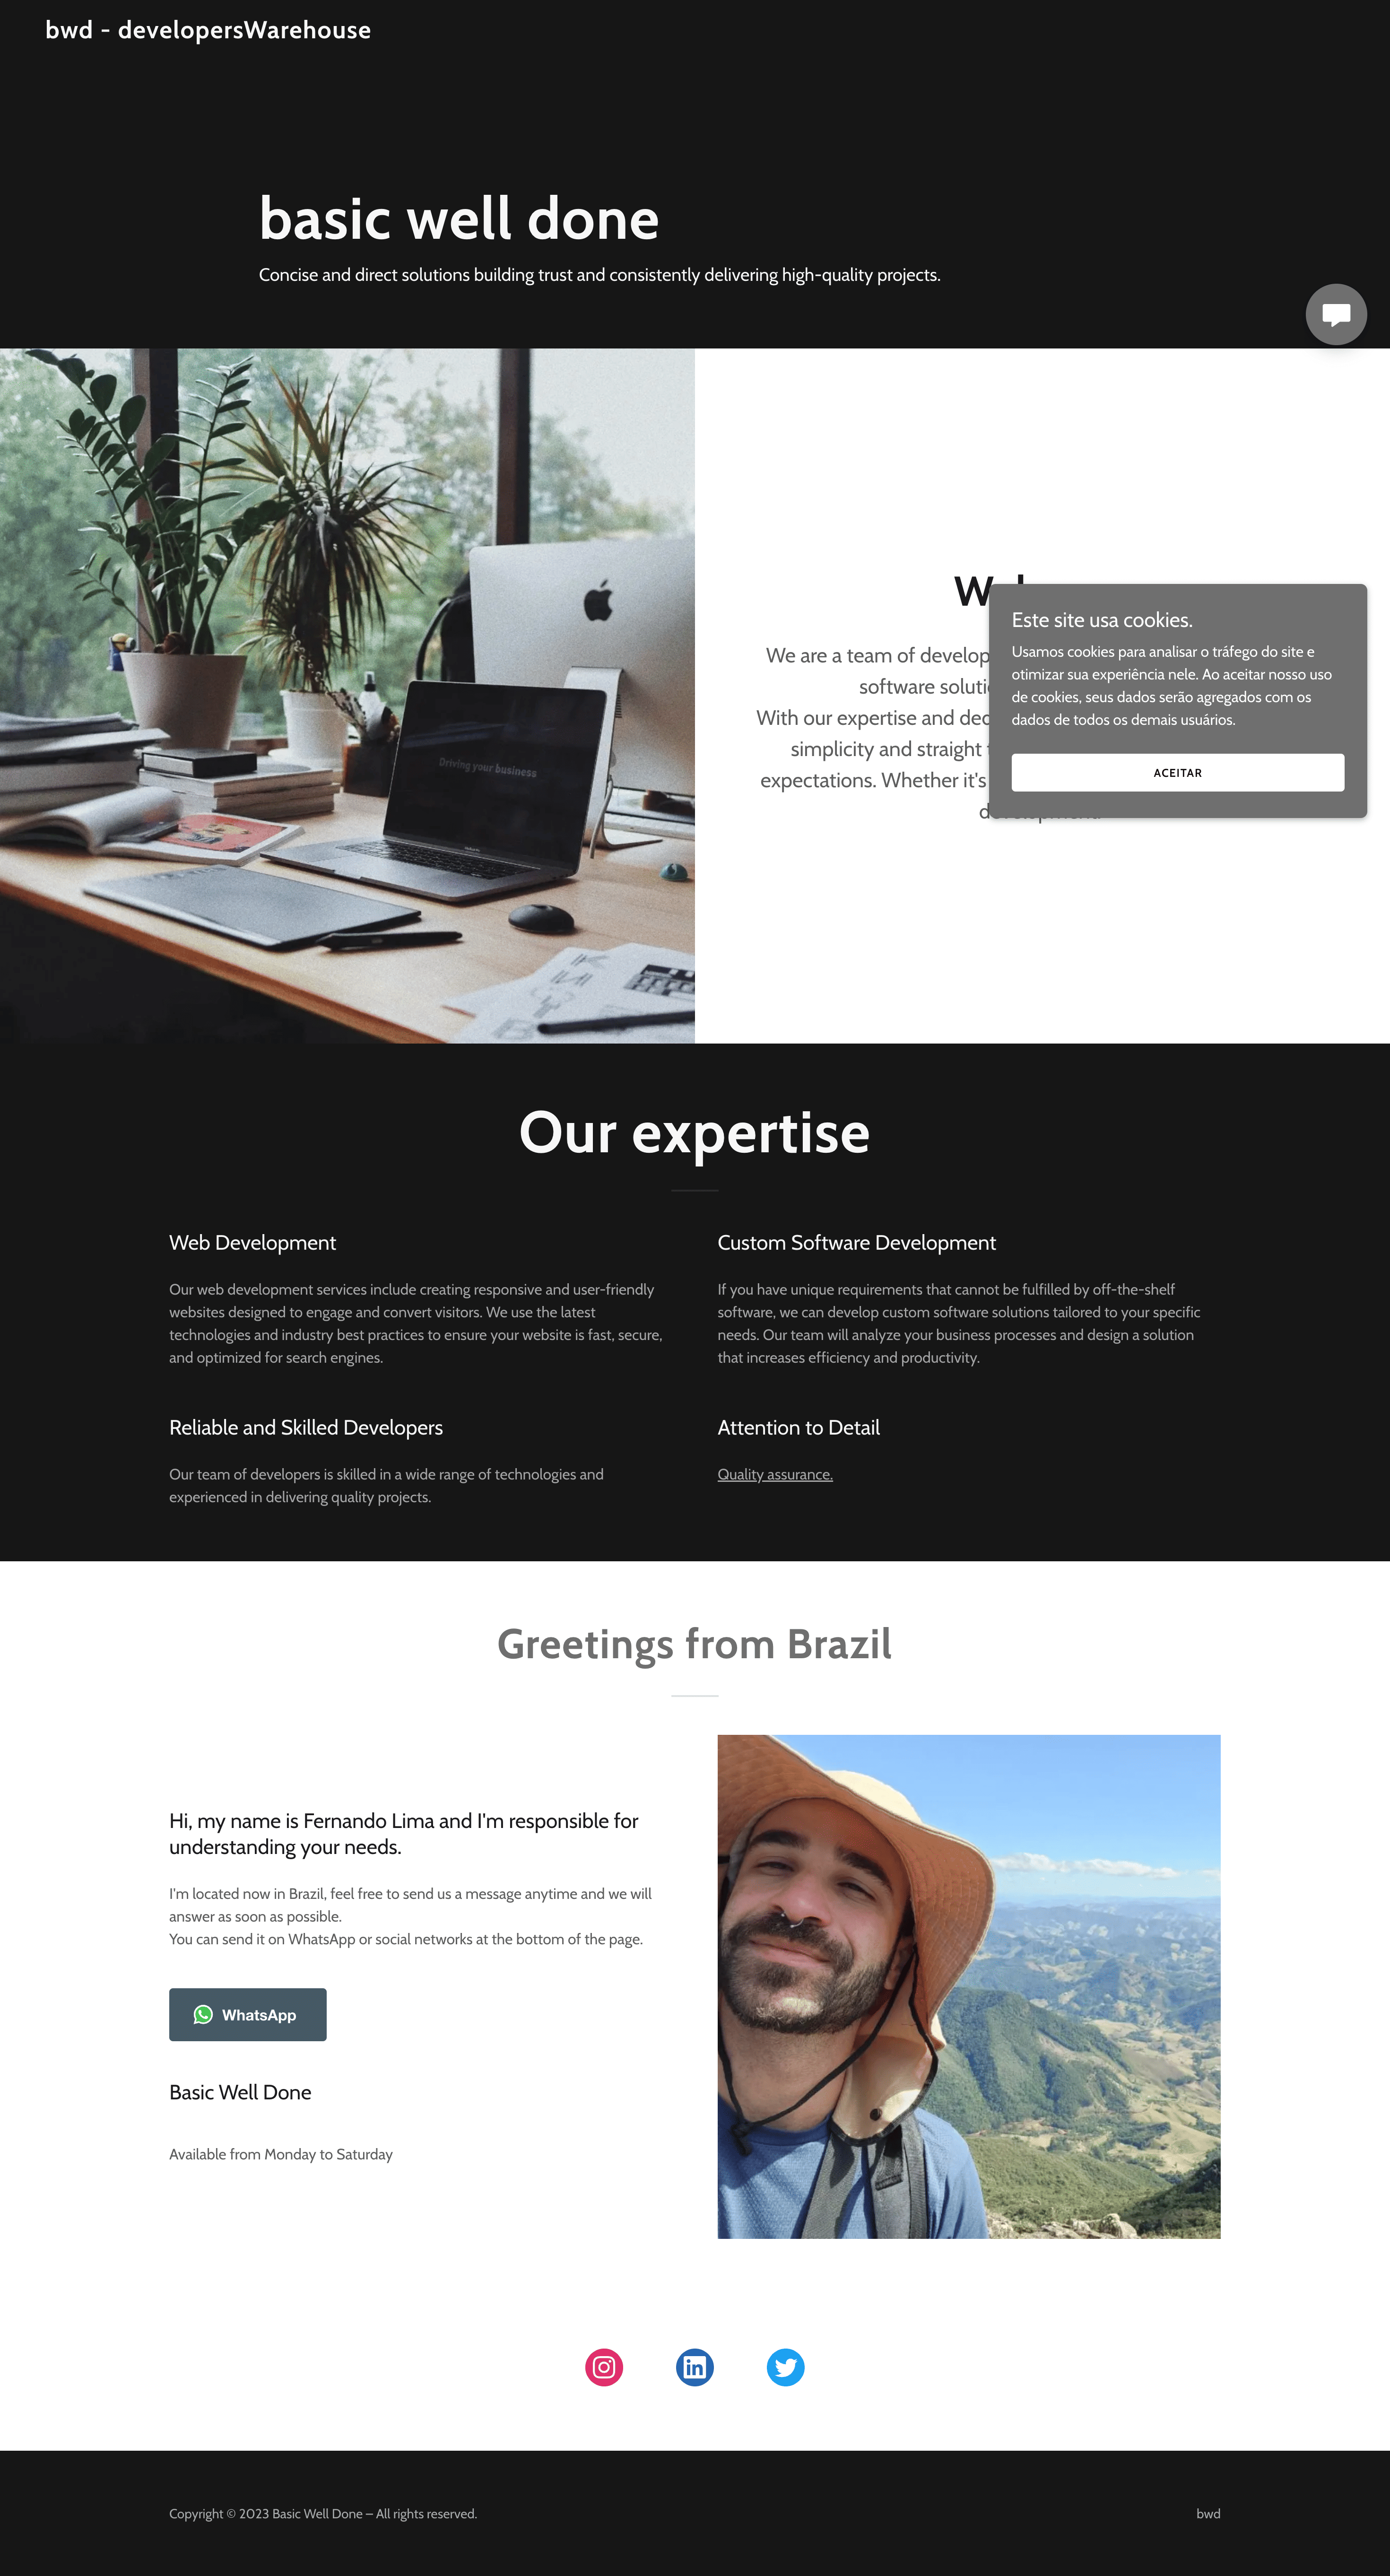 bwd - developersWarehouse
basic well done
Concise and direct solutions building trust and consistently delivering high-quality projects.
Driving your business
We are a team of
software
With our expertise and
simplicity and straight
expectations. Whether it's
Este site usa cookies.
Usamos cookies para analisar o tráfego do site e
otimizar sua experiência nele. Ao aceitar nosso uso
de cookies, seus dados serão agregados com os
dados de todos os demais usuários.
ACEITAR
Our expertise
Web Development
Our web development services include creating responsive and user-friendly
websites designed to engage and convert visitors. We use the latest
technologies and industry best practices to ensure your website is fast, secure,
and optimized for search engines.
Custom Software Development
If you have unique requirements that cannot be fulfilled by off-the-shelf
software, we can develop custom software solutions tailored to your specific
needs. Our team will analyze your business processes and design a solution
that increases efficiency and productivity.
Reliable and Skilled Developers
Our team of developers is skilled in a wide range of technologies and
experienced in delivering quality projects.
Attention to Detail
Quality assurance.
Greetings from Brazil
Hi, my name is Fernando Lima and I'm responsible for
understanding your needs.
I'm located now in Brazil, feel free to send us a message anytime and we will
answer as soon as possible.
You can send it on WhatsApp or social networks at the bottom of the page.
WhatsApp
Basic Well Done
Available from Monday to Saturday
Copyright © 2023 Basic Well Done – All rights reserved.
bwd